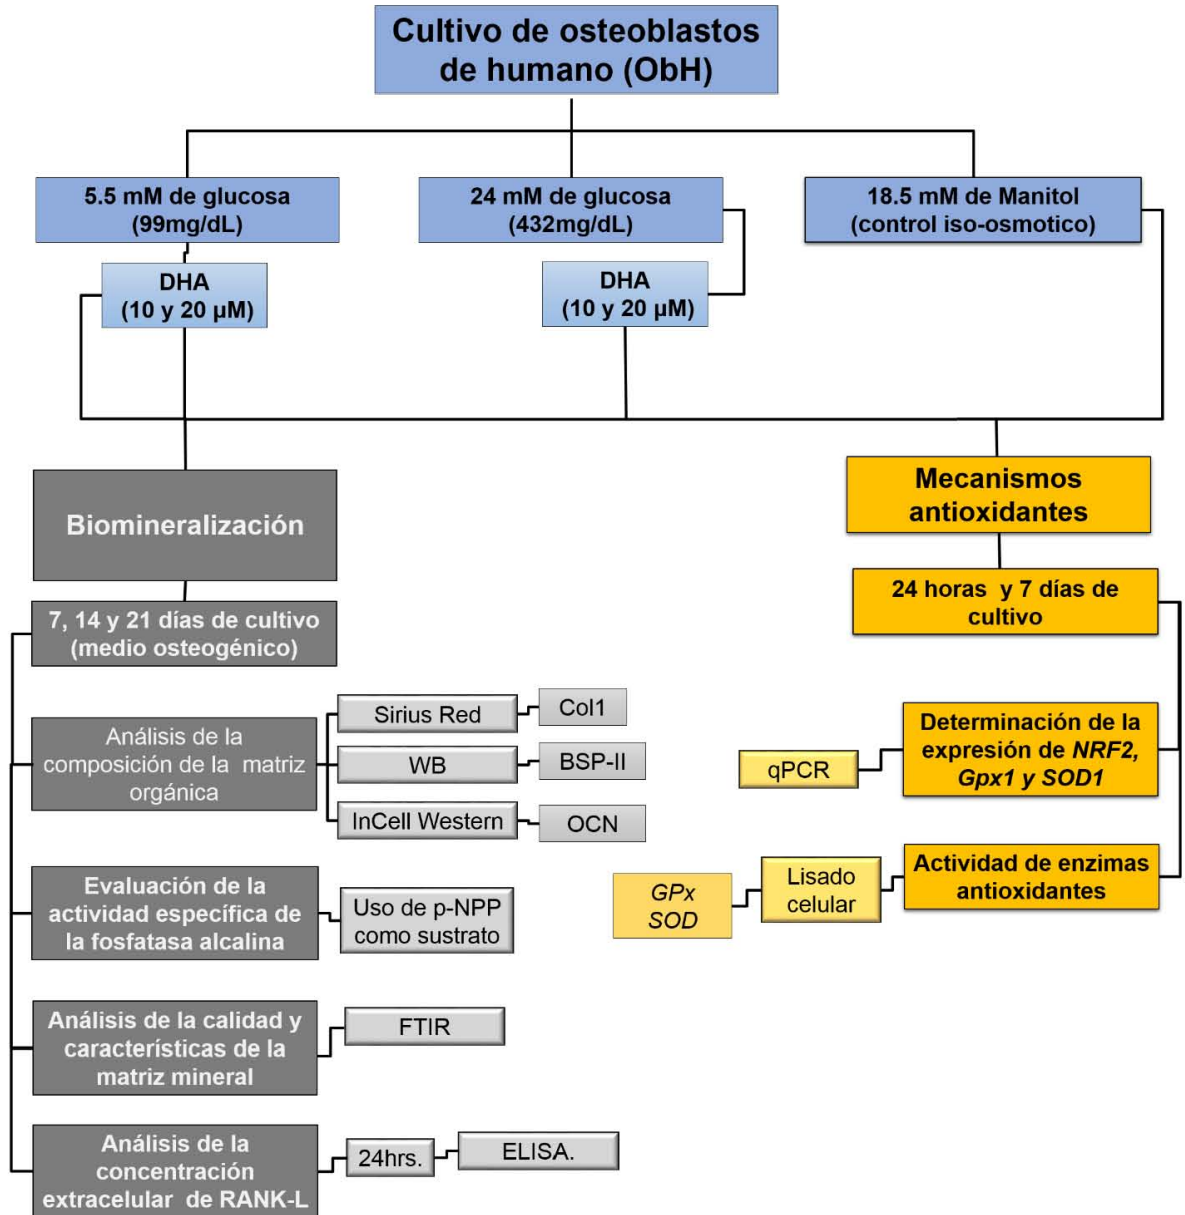 Cultivo de osteoblastos
de humano (ObH)
5.5 mM de glucosa
(99mg/dL)
24 mM de glucosa
(432mg/dL)
18.5 mM de Manitol
(control iso-osmotico)
DHA
(10 y 20 µM)
DHA
(10 y 20 µM)
Biomineralización
7, 14 y 21 días de cultivo
(medio osteogénico)
Análisis de la
composición de la matriz
orgánica
Sirius Red
Col1
WB
BSP-II
InCell Western
OCN
Evaluación de la
actividad específica de
la fosfatasa alcalina
Uso de p-NPP
como sustrato
Análisis de la calidad y
características de la
matriz mineral
FTIR
Análisis de la
concentración
extracelular de RANK-L
24hrs.
ELISA.
Mecanismos
antioxidantes
24 horas y 7 días de
cultivo
Determinación de la
expresión de NRF2,
Gpx1 y SOD1
qPCR
Actividad de enzimas
antioxidantes
Lisado
celular
GPx
SOD